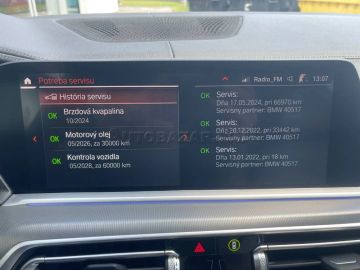 Potreba servisu
Radio_FM
13:07
História servisu
OK Brzdová kvapalina
10/2024
OK Motorový olej
05/2026, za 30000 km
OK Kontrola vozidla
05/2028, za 60000 km
OK Servis:
Dňa 17.05.2024, pri 66970 km
Servisný partner: BMW 40517
OK Servis:
Dňa 20.12.2022, pri 33442 km
Servisný partner: BMW 40517
OK Servis:
Dňa 13.01.2022, pri 18 km
Servisný partner: BMW 40517